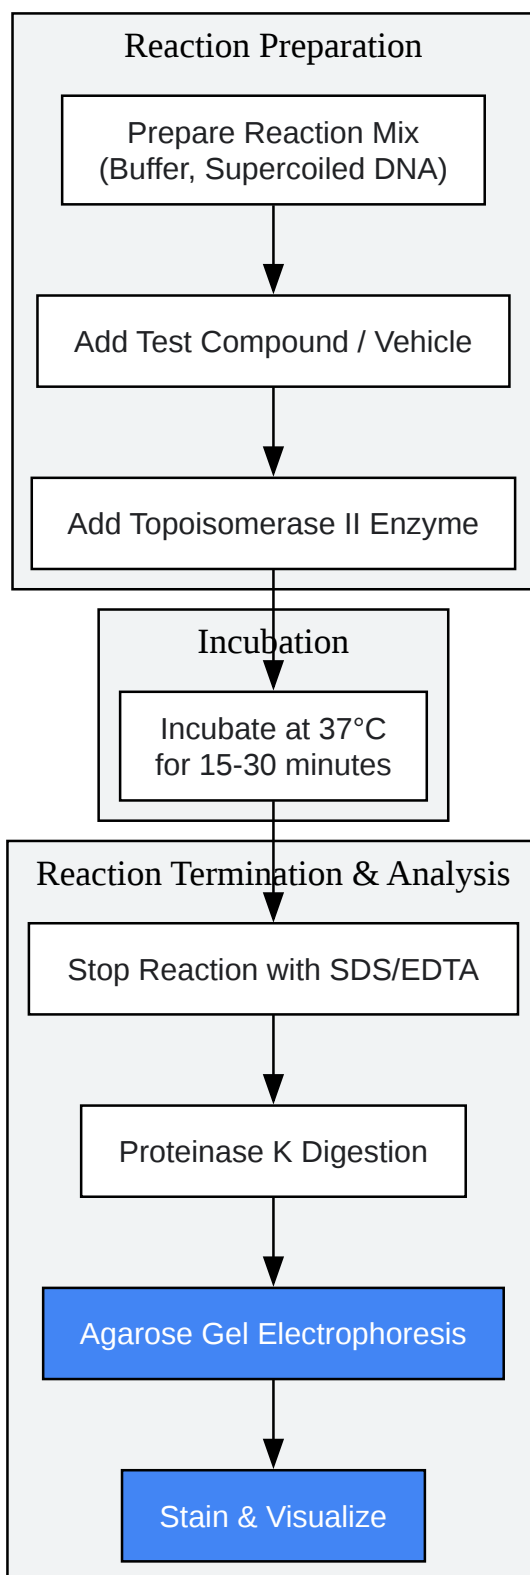 Reaction Preparation
Prepare Reaction Mix
(Buffer, Supercoiled DNA)
Add Test Compound / Vehicle
Add Topoisomerase II Enzyme
Incubation
Incubate at 37°C
for 15-30 minutes
Reaction Termination & Analysis
Stop Reaction with SDS/EDTA
Proteinase K Digestion
Agarose Gel Electrophoresis
Stain & Visualize